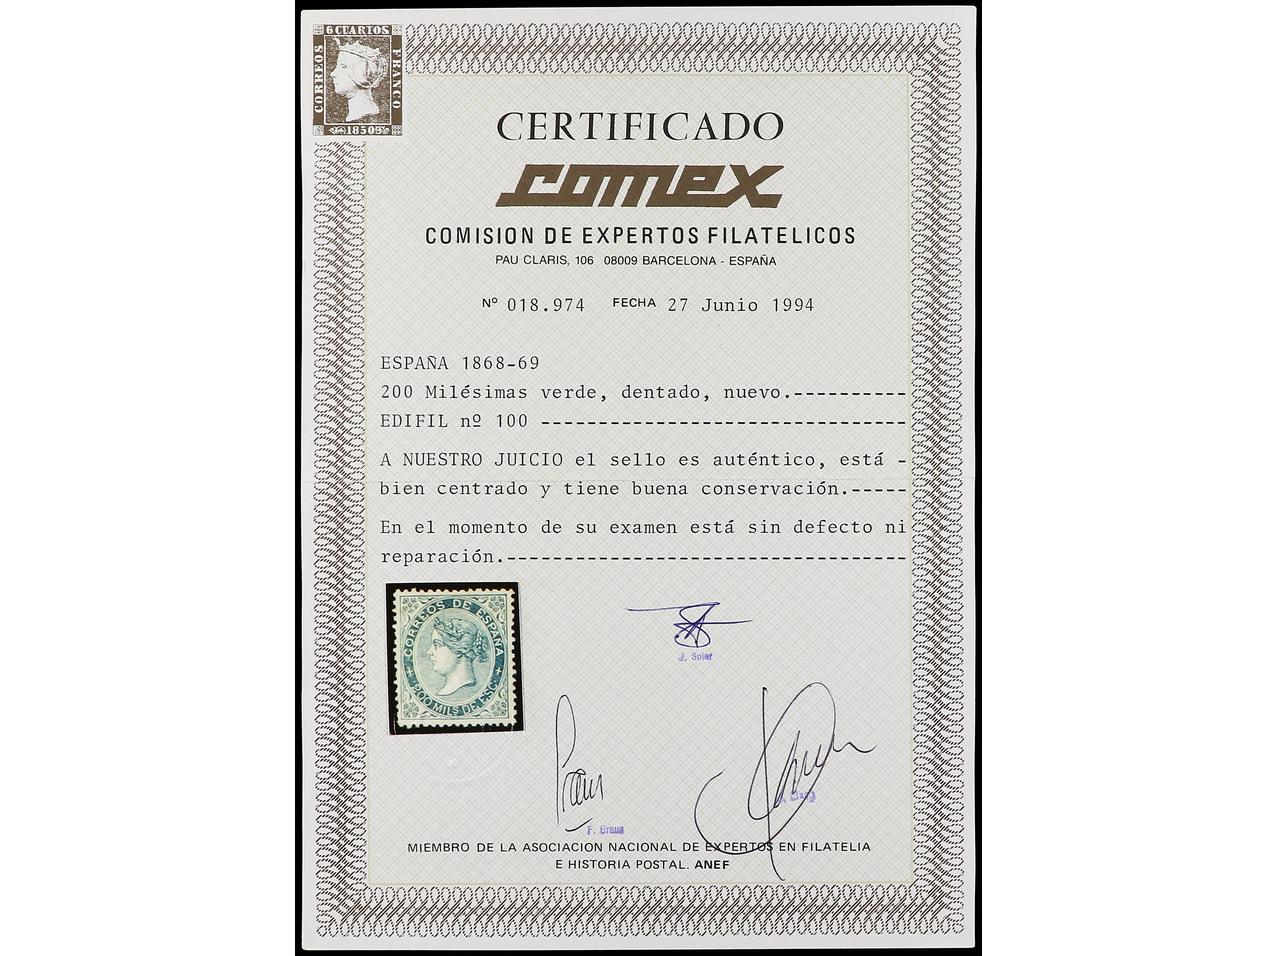 6 CUARTOS
CORREOS
FRANCO
1850
CERTIFICADO
comex
COMISION DE EXPERTOS FILATELICOS
PAU CLARIS, 106 08009 BARCELONA - ESPAÑA
Nº 018.974 FECHA 27 Junio 1994
ESPAÑA 1868-69
200 Milésimas verde, dentado, nuevo.----------
EDIFIL nº 100 --------------------------------
A NUESTRO JUICIO el sello es auténtico, está -
bien centrado y tiene buena conservación.-----
En el momento de su examen está sin defecto ni
reparación.-----------------------------------
CORREOS DE ESPAÑA
200 MILS DE ESC.
J. Soler
F. Graus
MIEMBRO DE LA ASOCIACION NACIONAL DE EXPERTOS EN FILATELIA
E HISTORIA POSTAL. ANEF